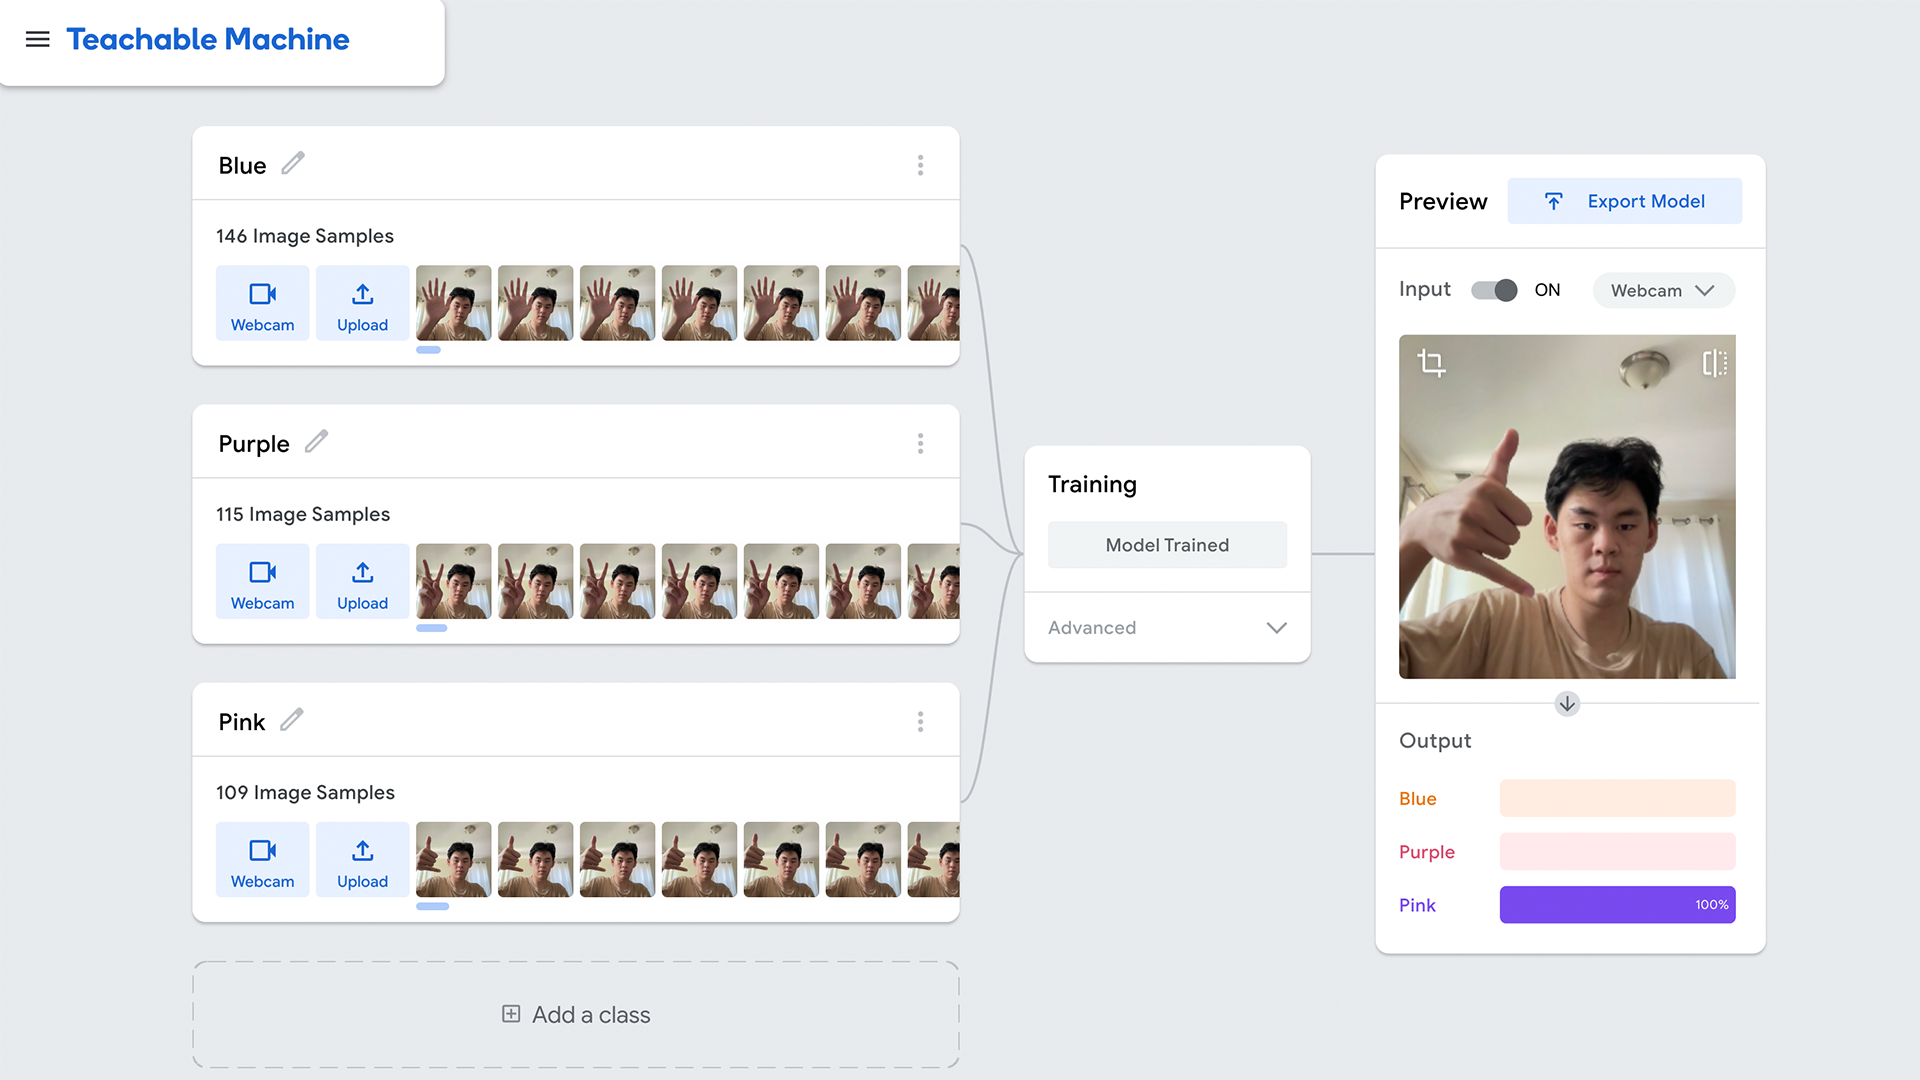 Teachable Machine
Blue
146 Image Samples
Webcam
Upload
Purple
115 Image Samples
Webcam
Upload
Pink
109 Image Samples
Webcam
Upload
Add a class
Training
Model Trained
Advanced
Preview
Export Model
Input
ON
Webcam
Output
Blue
Purple
Pink
100%